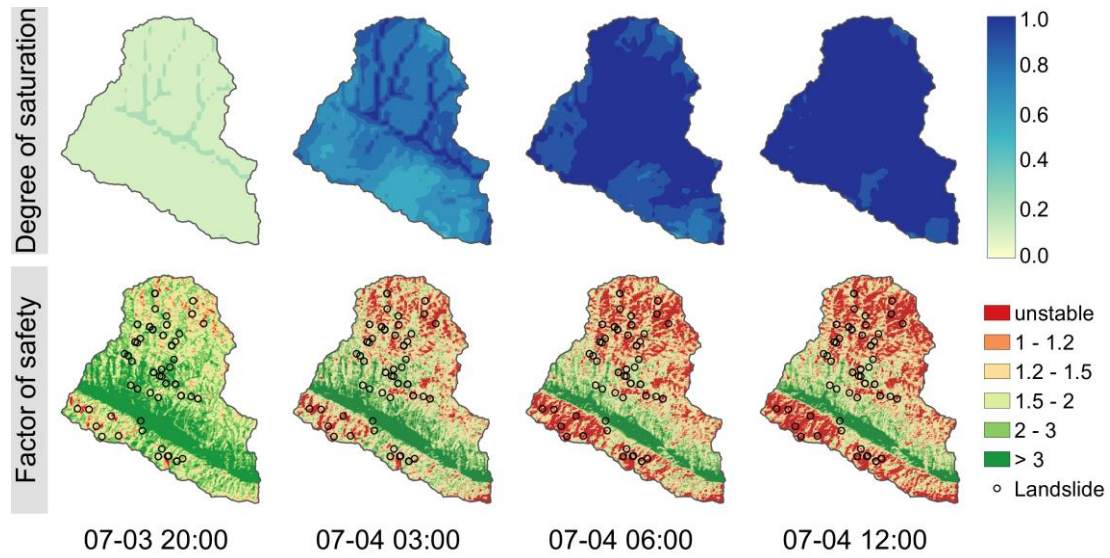 Degree of saturation
1.0
0.8
0.6
0.4
0.2
0.0
Factor of safety
unstable
1 - 1.2
1.2 - 1.5
1.5 - 2
2 - 3
> 3
Landslide
07-03 20:00
07-04 03:00
07-04 06:00
07-04 12:00